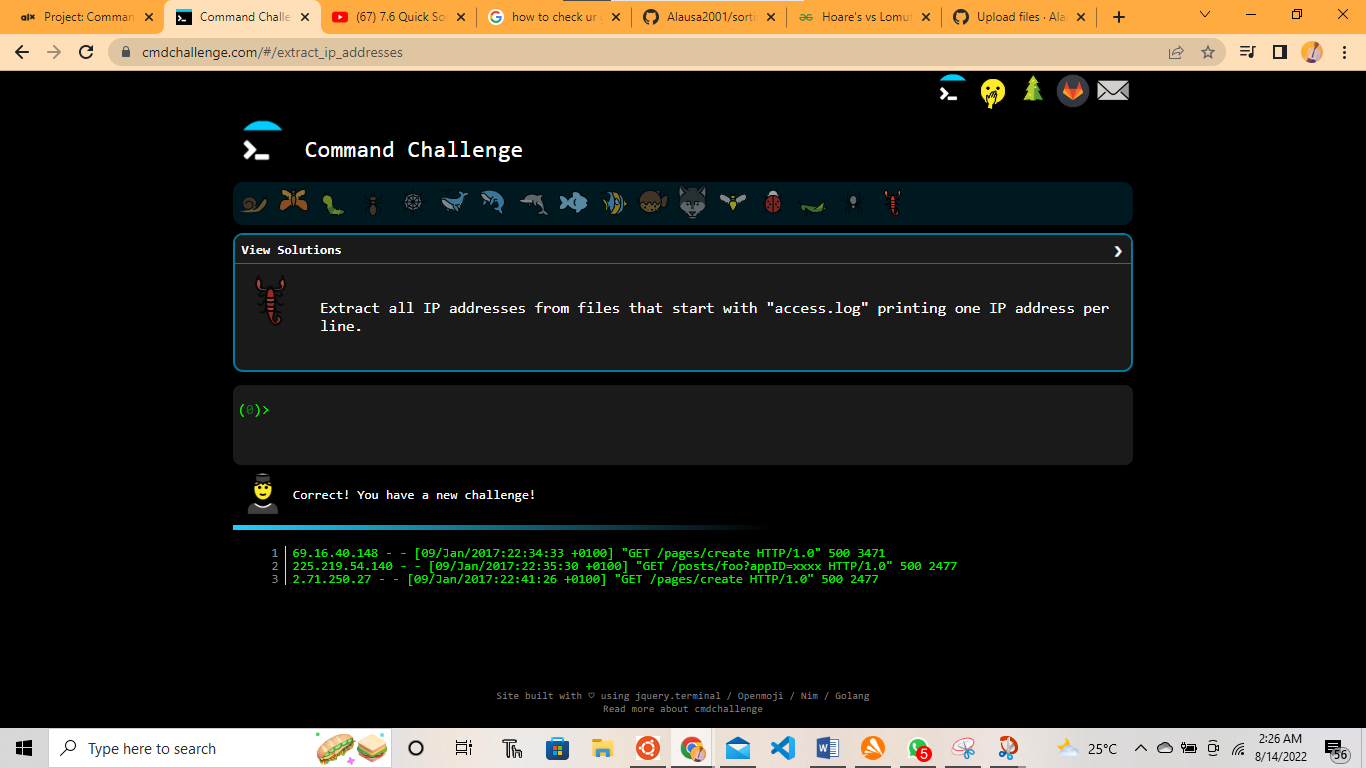 alx Project: Comman
Command Challe
(67) 7.6 Quick So
how to check ur
Alausa2001/sorti
Hoare's vs Lomut
Upload files · Ala
cmdchallenge.com/#/extract_ip_addresses
Command Challenge
View Solutions
Extract all IP addresses from files that start with "access.log" printing one IP address per
line.
(0)>
Correct! You have a new challenge!
1 69.16.40.148 - - [09/Jan/2017:22:34:33 +0100] "GET /pages/create HTTP/1.0" 500 3471
2 225.219.54.140 - - [09/Jan/2017:22:35:30 +0100] "GET /posts/foo?appID=xxxx HTTP/1.0" 500 2477
3 2.71.250.27 - - [09/Jan/2017:22:41:26 +0100] "GET /pages/create HTTP/1.0" 500 2477
Site built with ♡ using jquery.terminal / Openmoji / Nim / Golang
Read more about cmdchallenge
Type here to search
5
25°C
2:26 AM
8/14/2022
56